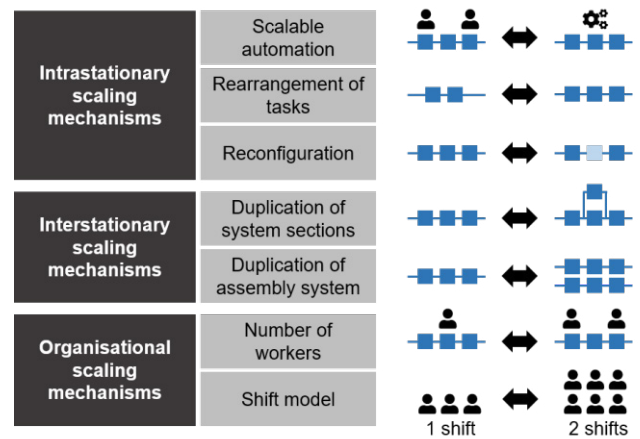 Intrastationary
scaling
mechanisms
Scalable
automation
Rearrangement of
tasks
Reconfiguration
Interstationary
scaling
mechanisms
Duplication of
system sections
Duplication of
assembly system
Organisational
scaling
mechanisms
Number of
workers
Shift model
1 shift
2 shifts